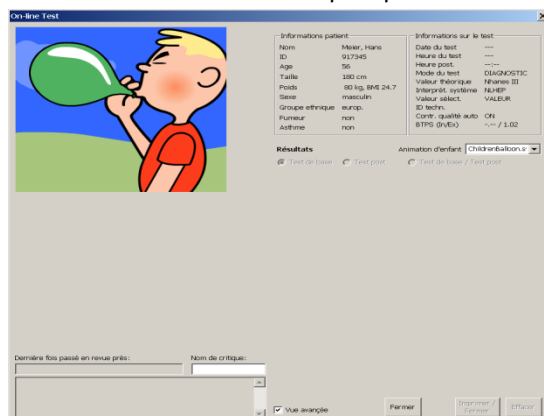 On-line Test
Informations patient
Nom Meier, Hans
ID 917345
Age 56
Taille 180 cm
Poids 80 kg, BMI 24.7
Sexe masculin
Groupe ethnique europ.
Fumeur non
Asthme non
Informations sur le test
Date du test ---
Heure du test ---
Heure post. --:--
Mode du test DIAGNOSTIC
Valeur théorique Nhanes III
Interprét. système NLHEP
Valeur sélect. VALEUR
ID techn.
Contr. qualité auto ON
BTPS (In/Ex) -.-- / 1.02
Résultats
Animation d'enfant ChildrenBalloon.s
Test de base Test post Test de base / Test post
Dernière fois passé en revue près:
Nom de critique:
Vue avançée
Fermer
Imprimer / Fermer
Effacer